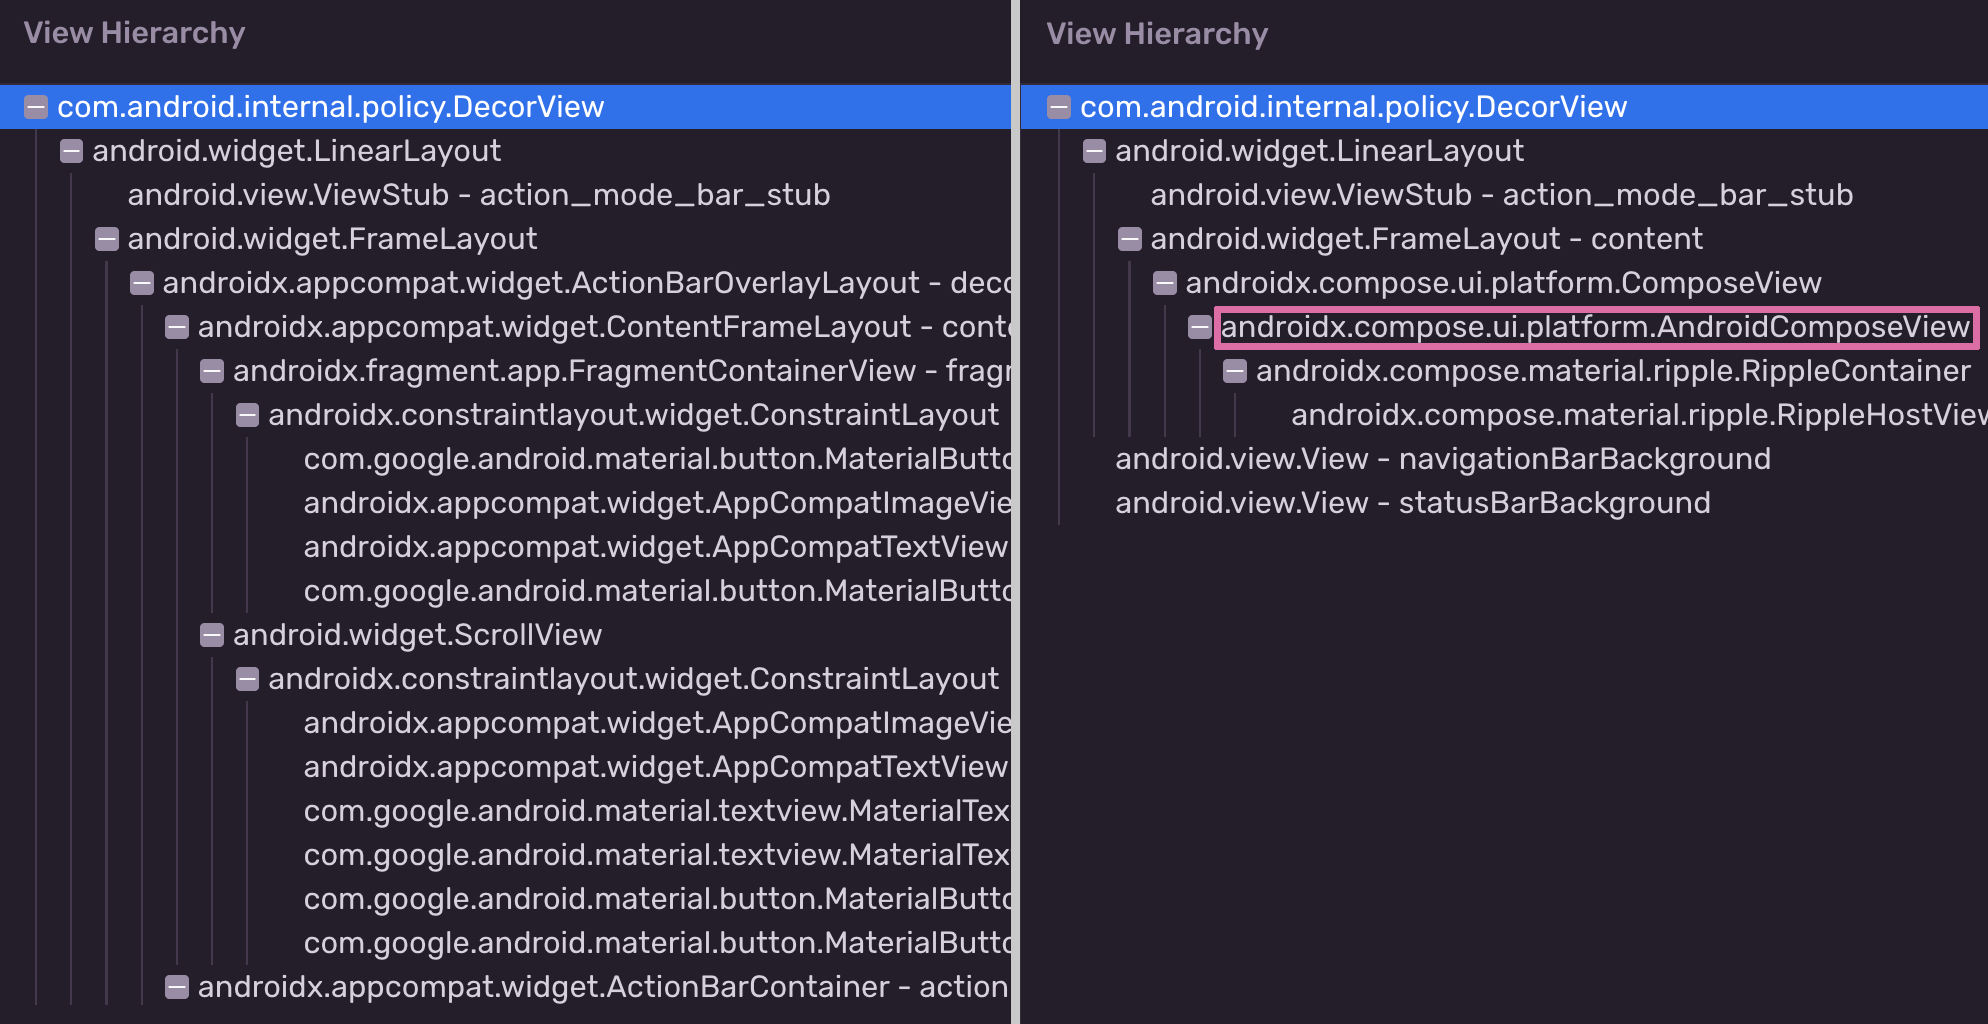 View Hierarchy
com.android.internal.policy.DecorView
android.widget.LinearLayout
android.view.ViewStub - action_mode_bar_stub
android.widget.FrameLayout
androidx.appcompat.widget.ActionBarOverlayLayout - deco
androidx.appcompat.widget.ContentFrameLayout - conte
androidx.fragment.app.FragmentContainerView - fragm
androidx.constraintlayout.widget.ConstraintLayout
com.google.android.material.button.MaterialButto
androidx.appcompat.widget.AppCompatImageVie
androidx.appcompat.widget.AppCompatTextView
com.google.android.material.button.MaterialButto
android.widget.ScrollView
androidx.constraintlayout.widget.ConstraintLayout
androidx.appcompat.widget.AppCompatImageVie
androidx.appcompat.widget.AppCompatTextView
com.google.android.material.textview.MaterialTex
com.google.android.material.textview.MaterialTex
com.google.android.material.button.MaterialButto
com.google.android.material.button.MaterialButto
androidx.appcompat.widget.ActionBarContainer - action
View Hierarchy
com.android.internal.policy.DecorView
android.widget.LinearLayout
android.view.ViewStub - action_mode_bar_stub
android.widget.FrameLayout - content
androidx.compose.ui.platform.ComposeView
androidx.compose.ui.platform.AndroidComposeView
androidx.compose.material.ripple.RippleContainer
androidx.compose.material.ripple.RippleHostView
android.view.View - navigationBarBackground
android.view.View - statusBarBackground